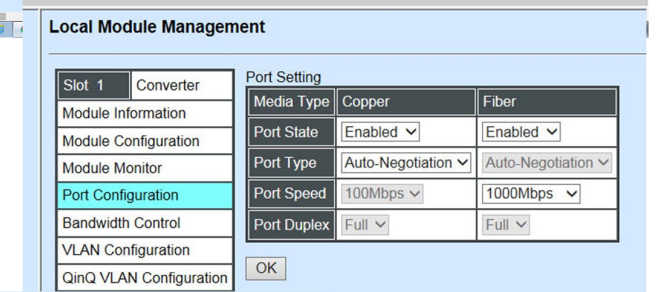 Local Module Management
Slot 1 Converter
Module Information
Module Configuration
Module Monitor
Port Configuration
Bandwidth Control
VLAN Configuration
QinQ VLAN Configuration
Port Setting
Media Type Copper Fiber
Port State Enabled Enabled
Port Type Auto-Negotiation Auto-Negotiation
Port Speed 100Mbps 1000Mbps
Port Duplex Full Full
OK